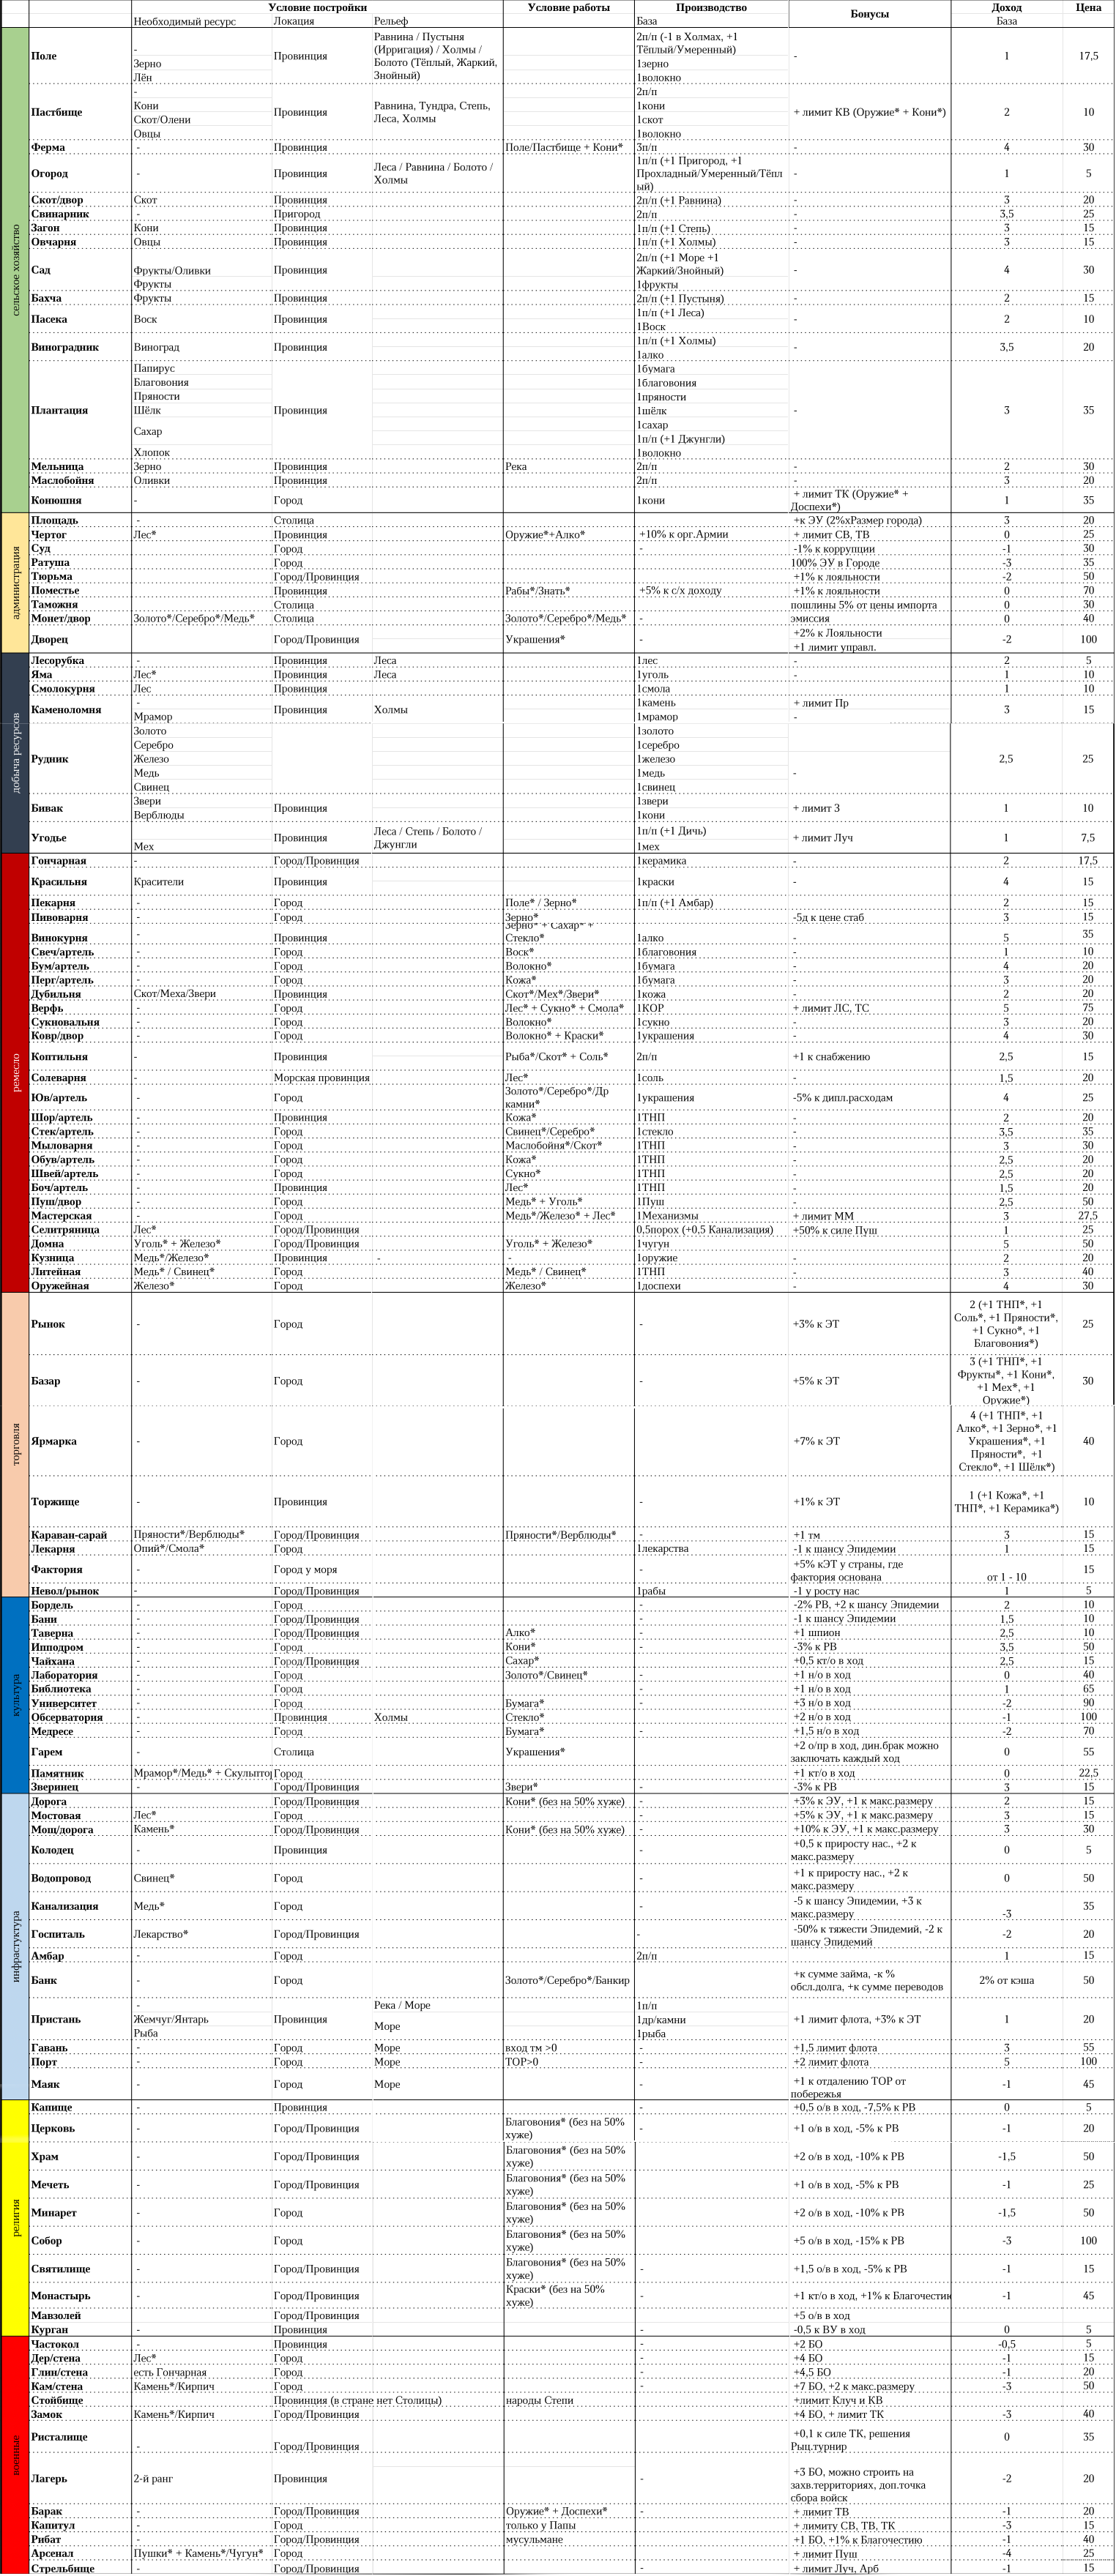 Условие постройки Условие работы Производство Бонусы Доход Цена
Необходимый ресурс Локация Рельеф База База
сельское хозяйство
Поле - Провинция Равнина / Пустыня (Ирригация) / Холмы / Болото (Тёплый, Жаркий, Знойный) 2п/п (-1 в Холмах, +1 Тёплый/Умеренный) - 1 17,5
Зерно 1зерно
Лён 1волокно
Пастбище - Провинция Равнина, Тундра, Степь, Леса, Холмы 2п/п + лимит КВ (Оружие* + Кони*) 2 10
Кони 1кони
Скот/Олени 1скот
Овцы 1волокно
Ферма - Провинция Поле/Пастбище + Кони* 3п/п - 4 30
Огород - Провинция Леса / Равнина / Болото / Холмы 1п/п (+1 Пригород, +1 Прохладный/Умеренный/Тёплый) - 1 5
Скот/двор Скот Провинция 2п/п (+1 Равнина) - 3 20
Свинарник - Пригород 2п/п - 3,5 25
Загон Кони Провинция 1п/п (+1 Степь) - 3 15
Овчарня Овцы Провинция 1п/п (+1 Холмы) - 3 15
Сад Фрукты/Оливки Провинция 2п/п (+1 Море +1 Жаркий/Знойный) - 4 30
Фрукты 1фрукты
Бахча Фрукты Провинция 2п/п (+1 Пустыня) - 2 15
Пасека Воск Провинция 1п/п (+1 Леса) - 2 10
1Воск
Виноградник Виноград Провинция 1п/п (+1 Холмы) - 3,5 20
1алко
Плантация Папирус Провинция 1бумага - 3 35
Благовония 1благовония
Пряности 1пряности
Шёлк 1шёлк
Сахар 1сахар
1п/п (+1 Джунгли)
Хлопок 1волокно
Мельница Зерно Провинция Река 2п/п - 2 30
Маслобойня Оливки Провинция 2п/п - 3 20
Конюшня - Город 1кони + лимит ТК (Оружие* + Доспехи*) 1 35
администрация
Площадь - Столица +к ЭУ (2%хРазмер города) 3 20
Чертог Лес* Провинция Оружие*+Алко* +10% к орг.Армии + лимит СВ, ТВ 0 25
Суд Город - -1% к коррупции -1 30
Ратуша Город 100% ЭУ в Городе -3 35
Тюрьма Город/Провинция +1% к лояльности -2 50
Поместье Провинция Рабы*/Знать* +5% к с/х доходу +1% к лояльности 0 70
Таможня Столица пошлины 5% от цены импорта 0 30
Монет/двор Золото*/Серебро*/Медь* Столица Золото*/Серебро*/Медь* - эмиссия 0 40
Дворец Город/Провинция Украшения* - +2% к Лояльности -2 100
+1 лимит управл.
добыча ресурсов
Лесорубка - Провинция Леса 1лес - 2 5
Яма Лес* Провинция Леса 1уголь - 1 10
Смолокурня Лес Провинция 1смола 1 10
Каменоломня - Провинция Холмы 1камень + лимит Пр 3 15
Мрамор 1мрамор -
Рудник Золото 1золото - 2,5 25
Серебро 1серебро
Железо 1железо
Медь 1медь
Свинец 1свинец
Бивак Звери Провинция 1звери + лимит З 1 10
Верблюды 1кони
Угодье Провинция Леса / Степь / Болото / Джунгли 1п/п (+1 Дичь) + лимит Луч 1 7,5
Мех 1мех
ремесло
Гончарная - Город/Провинция 1керамика - 2 17,5
Красильня Красители Провинция 1краски - 4 15
Пекарня - Город Поле* / Зерно* 1п/п (+1 Амбар) 2 15
Пивоварня - Город Зерно* -5д к цене стаб 3 15
Винокурня - Провинция Зерно* + Сахар* + Стекло* 1алко - 5 35
Свеч/артель - Город Воск* 1благовония - 1 10
Бум/артель - Город Волокно* 1бумага - 4 20
Перг/артель - Город Кожа* 1бумага - 3 20
Дубильня Скот/Меха/Звери Провинция Скот*/Мех*/Звери* 1кожа - 2 20
Верфь - Город Лес* + Сукно* + Смола* 1КОР + лимит ЛС, ТС 5 75
Сукновальня - Город Волокно* 1сукно - 3 20
Ковр/двор - Город Волокно* + Краски* 1украшения - 4 30
Коптильня - Провинция Рыба*/Скот* + Соль* 2п/п +1 к снабжению 2,5 15
Солеварня - Морская провинция Лес* 1соль - 1,5 20
Юв/артель - Город Золото*/Серебро*/Др камни* 1украшения -5% к дипл.расходам 4 25
Шор/артель - Провинция Кожа* 1ТНП - 2 20
Стек/артель - Город Свинец*/Серебро* 1стекло - 3,5 35
Мыловарня - Город Маслобойня*/Скот* 1ТНП - 3 30
Обув/артель - Город Кожа* 1ТНП - 2,5 20
Швей/артель - Город Сукно* 1ТНП - 2,5 20
Боч/артель - Провинция Лес* 1ТНП - 1,5 20
Пуш/двор - Город Медь* + Уголь* 1Пуш - 2,5 50
Мастерская - Город Медь*/Железо* + Лес* 1Механизмы + лимит ММ 3 27,5
Селитряница Лес* Город/Провинция 0,5порох (+0,5 Канализация) +50% к силе Пуш 1 25
Домна Уголь* + Железо* Город/Провинция Уголь* + Железо* 1чугун 5 50
Кузница Медь*/Железо* Провинция - - 1оружие - 2 20
Литейная Медь* / Свинец* Город Медь* / Свинец* 1ТНП - 3 40
Оружейная Железо* Город Железо* 1доспехи - 4 30
торговля
Рынок - Город - +3% к ЭТ 2 (+1 ТНП*, +1 Соль*, +1 Пряности*, +1 Сукно*, +1 Благовония*) 25
Базар - Город - +5% к ЭТ 3 (+1 ТНП*, +1 Фрукты*, +1 Кони*, +1 Мех*, +1 Оружие*) 30
Ярмарка - Город +7% к ЭТ 4 (+1 ТНП*, +1 Алко*, +1 Зерно*, +1 Украшения*, +1 Пряности*, +1 Стекло*, +1 Шёлк*) 40
Торжище - Провинция - +1% к ЭТ 1 (+1 Кожа*, +1 ТНП*, +1 Керамика*) 10
Караван-сарай Пряности*/Верблюды* Город/Провинция Пряности*/Верблюды* - +1 тм 3 15
Лекарня Опий*/Смола* Город 1лекарства -1 к шансу Эпидемии 1 15
Фактория - Город у моря - +5% кЭТ у страны, где фактория основана от 1 - 10 15
Невол/рынок - Город/Провинция 1рабы -1 у росту нас 1 5
культура
Бордель - Город - -2% РВ, +2 к шансу Эпидемии 2 10
Бани - Город/Провинция - -1 к шансу Эпидемии 1,5 10
Таверна - Город/Провинция Алко* - +1 шпион 2,5 10
Ипподром - Город Кони* - -3% к РВ 3,5 50
Чайхана - Город/Провинция Сахар* +0,5 кт/о в ход 2,5 15
Лаборатория - Город Золото*/Свинец* - +1 н/о в ход 0 40
Библиотека - Город +1 н/о в ход 1 65
Университет - Город Бумага* - +3 н/о в ход -2 90
Обсерватория - Провинция Холмы Стекло* +2 н/о в ход -1 100
Медресе - Город Бумага* - +1,5 н/о в ход -2 70
Гарем - Столица Украшения* +2 о/пр в ход, дин.брак можно заключать каждый ход 0 55
Памятник Мрамор*/Медь* + Скульпто Город +1 кт/о в ход 0 22,5
Зверинец - Город/Провинция Звери* - -3% к РВ 3 15
инфраструктура
Дорога Город/Провинция Кони* (без на 50% хуже) - +3% к ЭУ, +1 к макс.размеру 2 15
Мостовая Лес* Город - +5% к ЭУ, +1 к макс.размеру 3 15
Мощ/дорога Камень* Город/Провинция Кони* (без на 50% хуже) - +10% к ЭУ, +1 к макс.размеру 3 30
Колодец - Провинция - +0,5 к приросту нас., +2 к макс.размеру 0 5
Водопровод Свинец* Город - +1 к приросту нас., +2 к макс.размеру 0 50
Канализация Медь* Город - -5 к шансу Эпидемии, +3 к макс.размеру -3 35
Госпиталь Лекарство* Город/Провинция - -50% к тяжести Эпидемий, -2 к шансу Эпидемий -2 20
Амбар - Город 2п/п 1 15
Банк - Город Золото*/Серебро*/Банкир +к сумме займа, -к % обсл.долга, +к сумме переводов 2% от кэша 50
Пристань - Провинция Река / Море 1п/п +1 лимит флота, +3% к ЭТ 1 20
Жемчуг/Янтарь Море 1др/камни
Рыба 1рыба
Гавань - Город Море вход тм >0 - +1,5 лимит флота 3 55
Порт - Город Море ТОР>0 - +2 лимит флота 5 100
Маяк - Город Море - +1 к отдалению ТОР от побережья -1 45
религия
Капище - Провинция - +0,5 о/в в ход, -7,5% к РВ 0 5
Церковь - Город/Провинция Благовония* (без на 50% хуже) - +1 о/в в ход, -5% к РВ -1 20
Храм - Город/Провинция Благовония* (без на 50% хуже) +2 о/в в ход, -10% к РВ -1,5 50
Мечеть - Город/Провинция Благовония* (без на 50% хуже) +1 о/в в ход, -5% к РВ -1 25
Минарет - Город Благовония* (без на 50% хуже) +2 о/в в ход, -10% к РВ -1,5 50
Собор - Город Благовония* (без на 50% хуже) +5 о/в в ход, -15% к РВ -3 100
Святилище - Город/Провинция Благовония* (без на 50% хуже) - +1,5 о/в в ход, -5% к РВ -1 15
Монастырь - Город/Провинция Краски* (без на 50% хуже) - +1 кт/о в ход, +1% к Благочестию -1 45
Мавзолей Город/Провинция +5 о/в в ход
Курган - Провинция - -0,5 к ВУ в ход 0 5
военные
Частокол - Провинция - +2 БО -0,5 5
Дер/стена Лес* Город - +4 БО -1 15
Глин/стена есть Гончарная Город +4,5 БО -1 20
Кам/стена Камень*/Кирпич Город - +7 БО, +2 к макс.размеру -3 50
Стойбище Провинция (в стране нет Столицы) народы Степи +лимит Клуч и КВ
Замок Камень*/Кирпич Город/Провинция +4 БО, + лимит ТК -3 40
Ристалище - Город/Провинция +0,1 к силе ТК, решения Рыц.турнир 0 35
Лагерь 2-й ранг Провинция - +3 БО, можно строить на захв.территориях, доп.точка сбора войск -2 20
Барак - Город/Провинция Оружие* + Доспехи* - + лимит ТВ -1 20
Капитул - Город только у Папы + лимиту СВ, ТВ, ТК -3 15
Рибат - Город/Провинция мусульмане +1 БО, +1% к Благочестию -1 40
Арсенал Пушки* + Камень*/Чугун* Город + лимит Пуш -4 25
Стрельбище - Город/Провинция - + лимит Луч, Арб -1 15